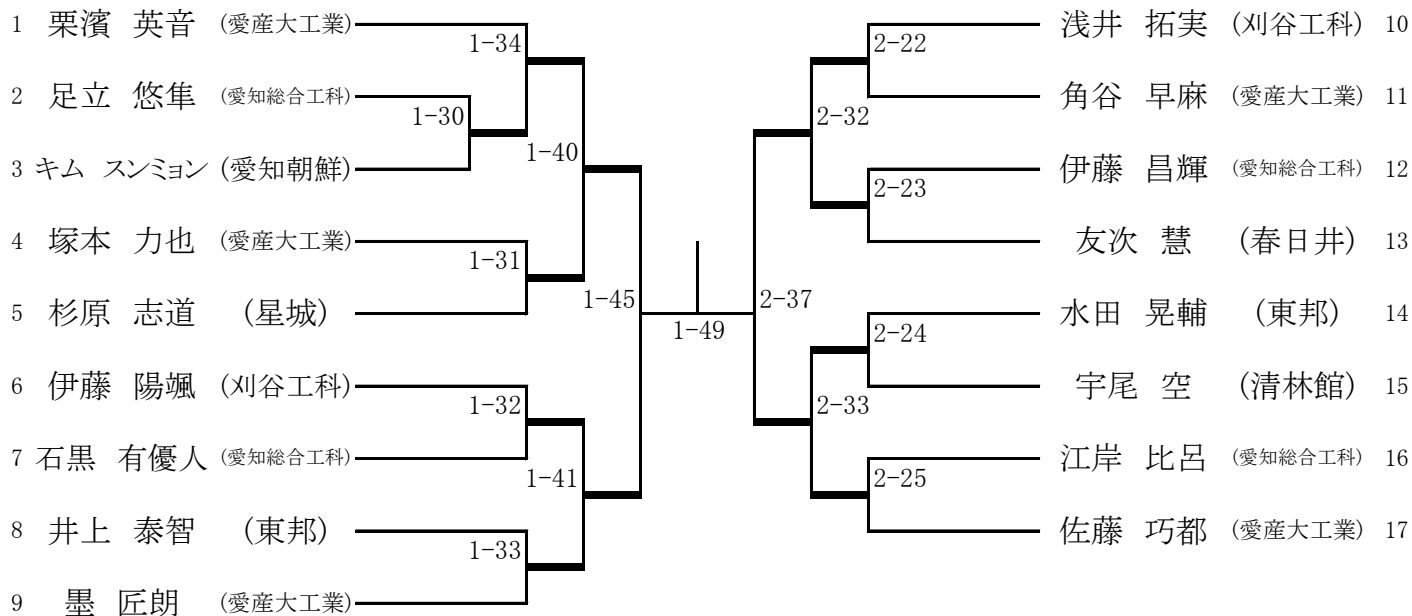 1 栗濱 英音 (愛産大工業)
1-34
2 足立 悠隼 (愛知総合工科)
1-30
1-40
3 キム スンミョン (愛知朝鮮)
4 塚本 力也 (愛産大工業)
1-31
1-45
5 杉原 志道 (星城)
6 伊藤 陽颯 (刈谷工科)
1-32
7 石黒 有優人 (愛知総合工科)
1-41
8 井上 泰智 (東邦)
1-33
9 墨 匠朗 (愛産大工業)
1-49
浅井 拓実 (刈谷工科) 10
2-22
角谷 早麻 (愛産大工業) 11
2-32
伊藤 昌輝 (愛知総合工科) 12
2-23
友次 慧 (春日井) 13
2-37
水田 晃輔 (東邦) 14
2-24
宇尾 空 (清林館) 15
2-33
江岸 比呂 (愛知総合工科) 16
2-25
佐藤 巧都 (愛産大工業) 17